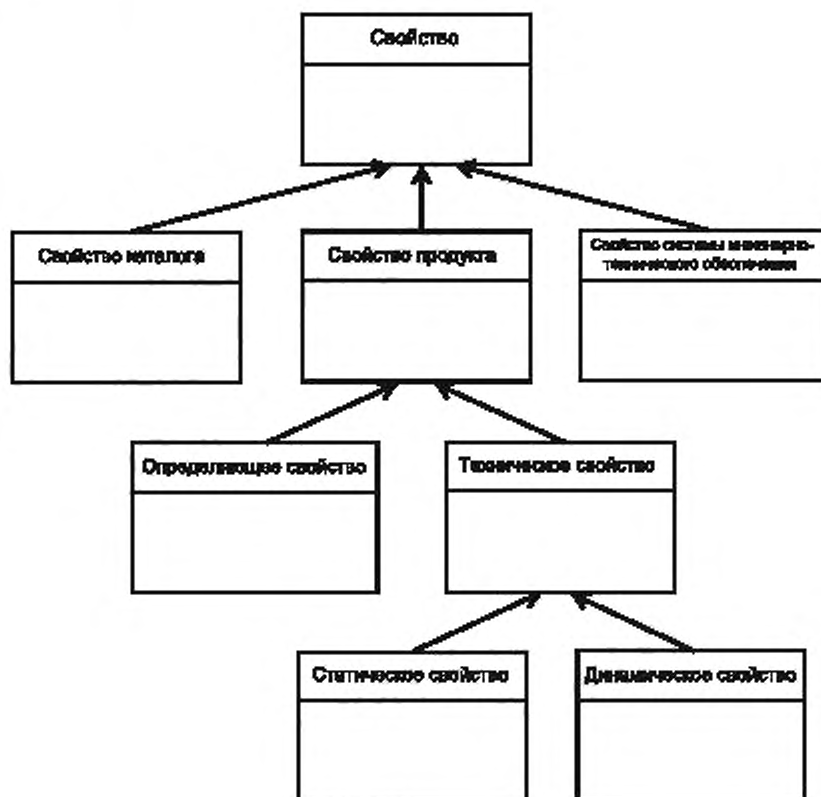 Свойство
Свойство каталога
Свойство продукта
Свойство системы инженерно-
технического обеспечения
Определяющее свойство
Техническое свойство
Статическое свойство
Динамическое свойство